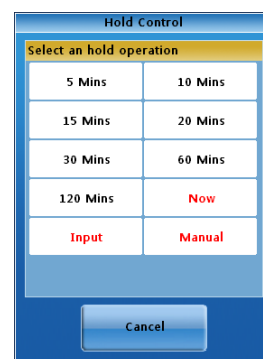 Hold Control
Select an hold operation
5 Mins 10 Mins
15 Mins 20 Mins
30 Mins 60 Mins
120 Mins Now
Input Manual
Cancel